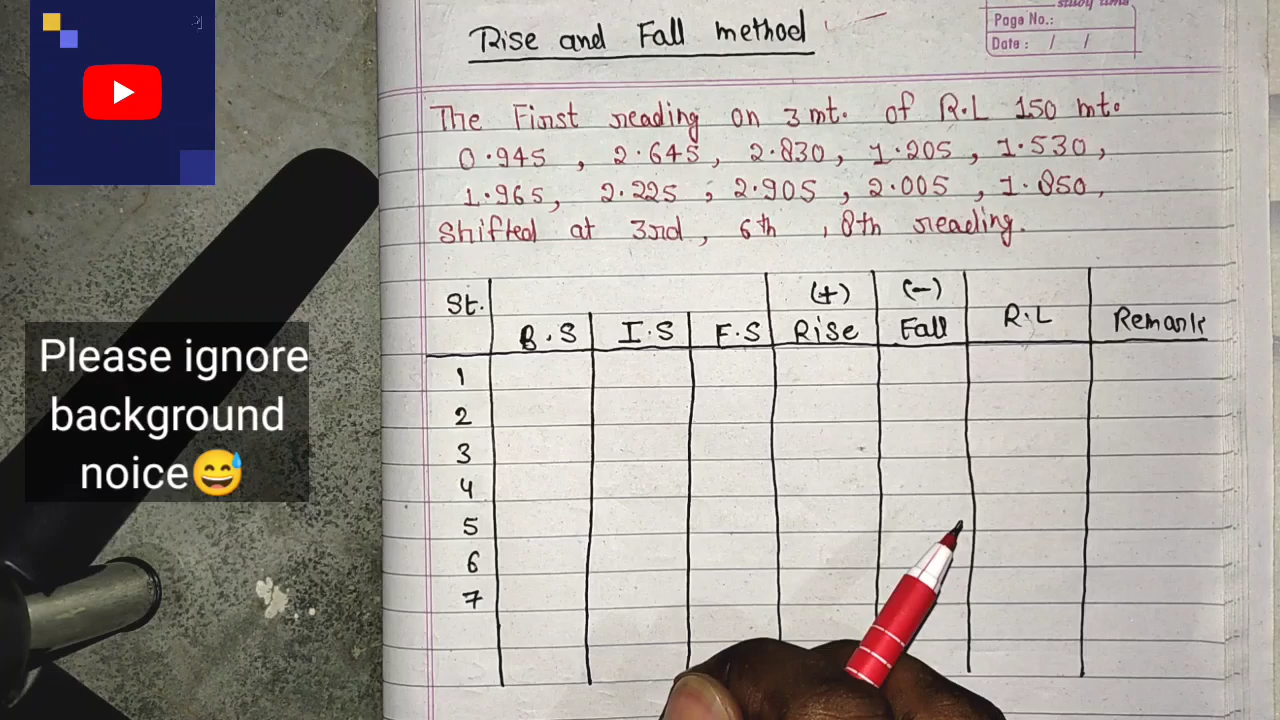 study time
Page No.:
Date : / /
Rise and Fall method
The First reading on 3 mt. of R.L 150 mt.
0.945 , 2.645, 2.830, 1.205, 1.530,
1.965, 2.225, 2.905, 2.005, 1.850,
Shifted at 3rd, 6th , 8th reading.
St. B.S I.S F.S (+) Rise (-) Fall R.L Remark
1
2
3
4
5
6
7
Please ignore
background
noice😅